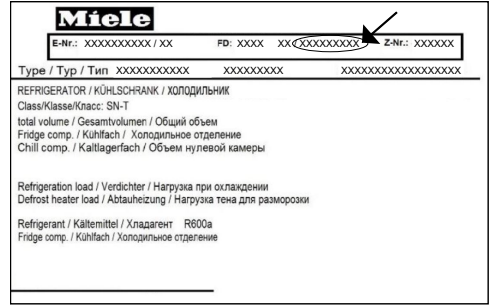 Miele
E-Nr.: XXXXXXXXXX / XX FD: XXXX XX / XXXXXXXXX Z-Nr.: XXXXXX
Type / Typ / Тип XXXXXXXXXXX XXXXXXXXX XXXXXXXXXXXXXXXXXX
REFRIGERATOR / KÜHLSCHRANK / ХОЛОДИЛЬНИК
Class/Klasse/Класс: SN-T
total volume / Gesamtvolumen / Общий объем
Fridge comp. / Kühlfach / Холодильное отделение
Chill comp. / Kaltlagerfach / Объем нулевой камеры
Refrigeration load / Verdichter / Нагрузка при охлаждении
Defrost heater load / Abtauheizung / Нагрузка тена для разморозки
Refrigerant / Kältemittel / Хладагент R600a
Fridge comp. / Kühlfach / Холодильное отделение